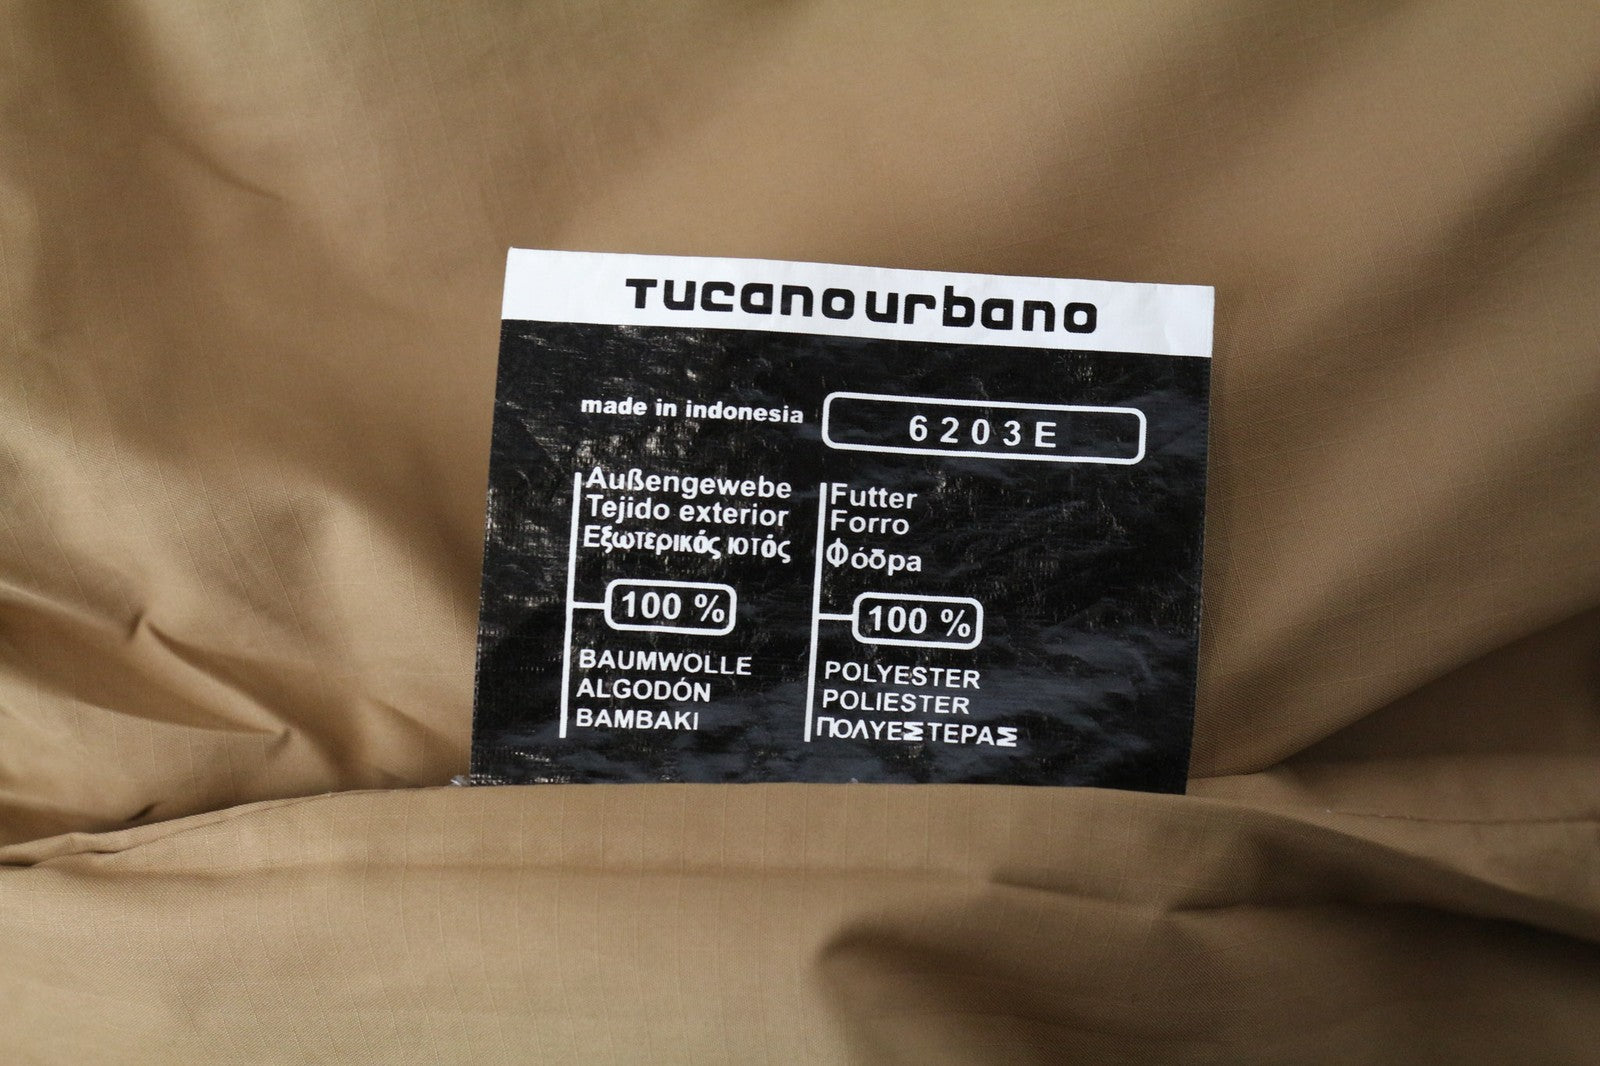 Tucanourbano
made in indonesia
6203E
Außengewebe
Tejido exterior
Εξωτερικός ιστός
100 %
BAUMWOLLE
ALGODÓN
BAMBAKI
Futter
Forro
Φόδρα
100 %
POLYESTER
POLIESTER
ΠΟΛΥΕΣΤΕΡΑΣ